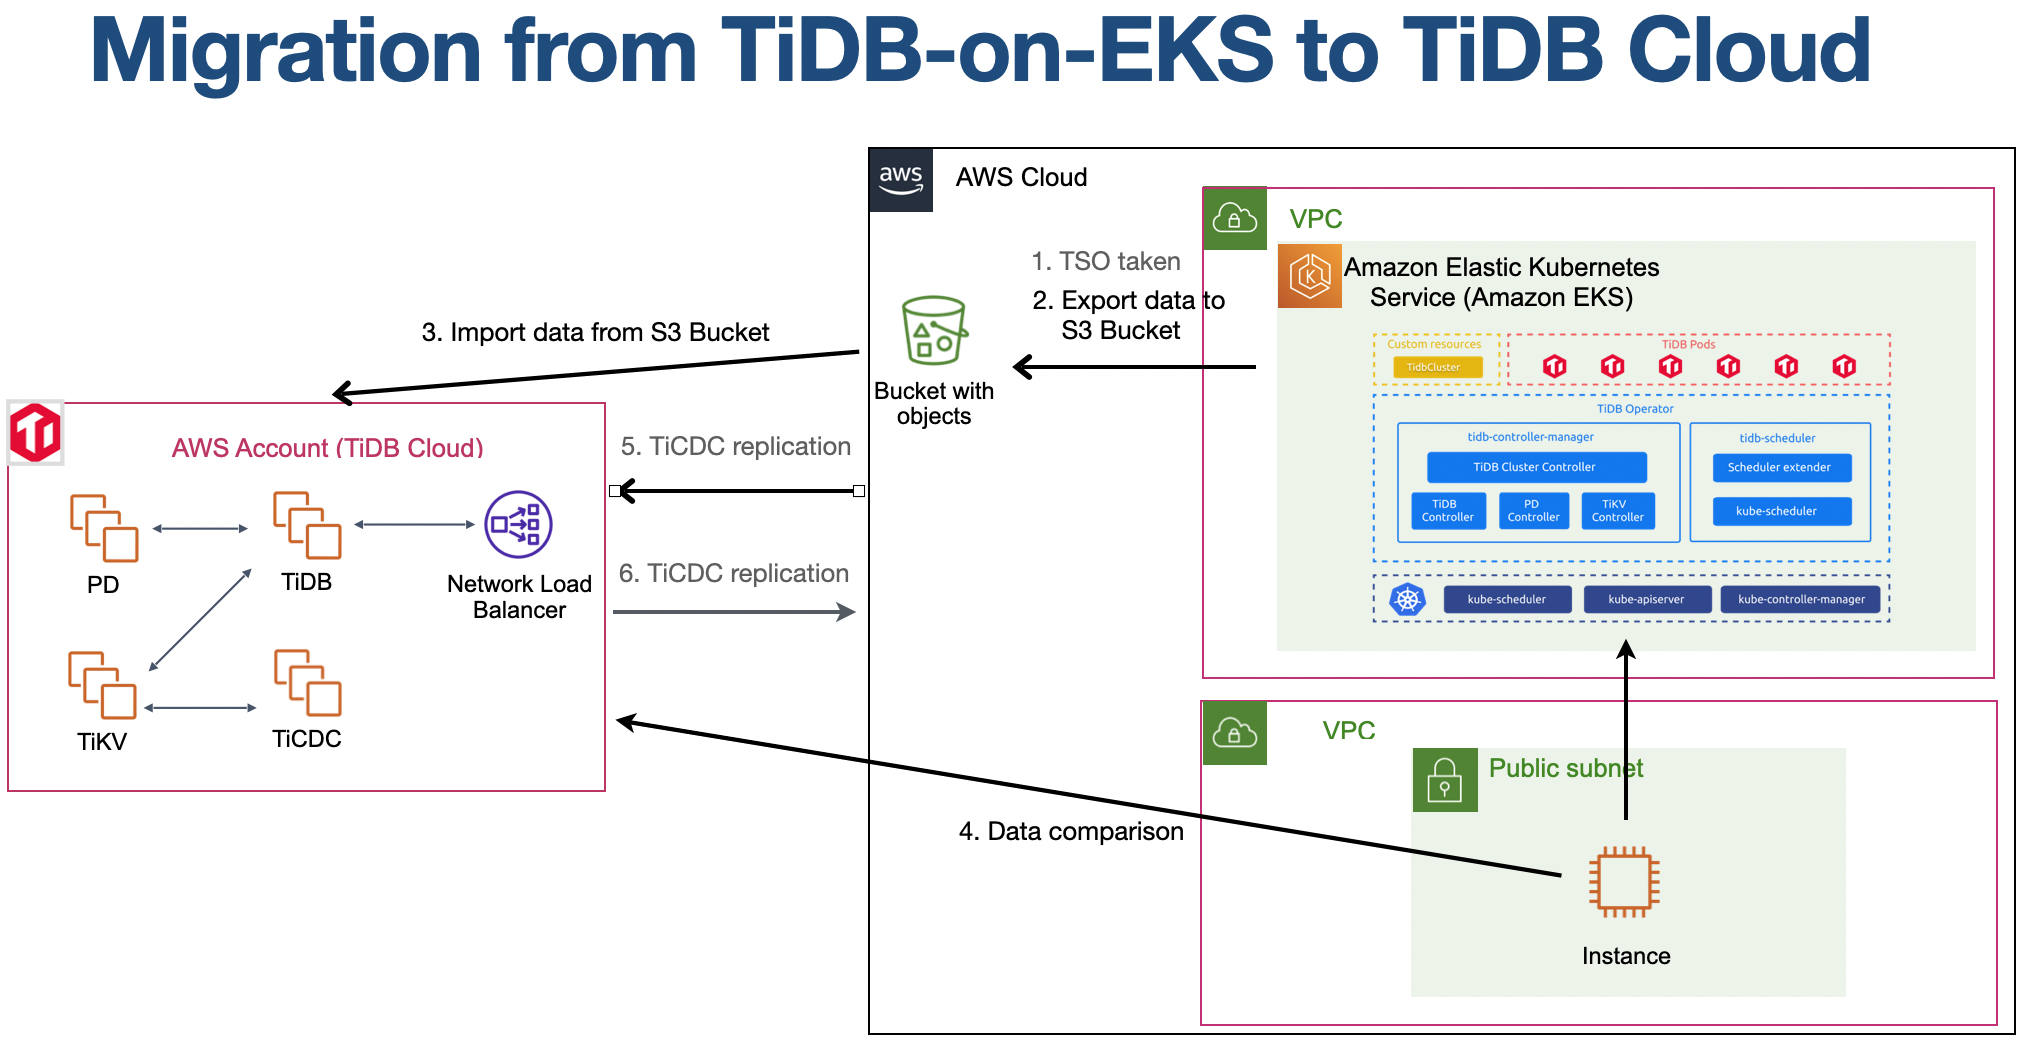 Migration from TiDB-on-EKS to TiDB Cloud
aws
AWS Cloud
VPC
1. TSO taken
2. Export data to
S3 Bucket
Amazon Elastic Kubernetes
Service (Amazon EKS)
K
3. Import data from S3 Bucket
Bucket with
objects
Custom resources
TidbCluster
TiDB Pods
TiDB Operator
tidb-controller-manager
TiDB Cluster Controller
TiDB
Controller
PD
Controller
TiKV
Controller
tidb-scheduler
Scheduler extender
kube-scheduler
kube-scheduler
kube-apiserver
kube-controller-manager
AWS Account (TiDB Cloud)
5. TiCDC replication
PD
TiDB
Network Load
Balancer
6. TiCDC replication
TiKV
TiCDC
VPC
Public subnet
4. Data comparison
Instance